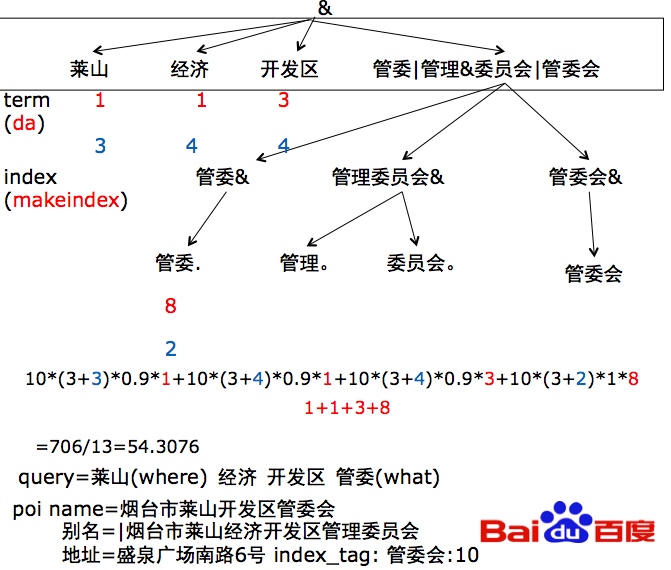 &
莱山 经济 开发区 管委|管理&委员会|管委会
term 1 1 3
(da)
3 4 4
index 管委& 管理委员会& 管委会&
(makeindex)
管委. 管理。 委员会。 管委会
8
2
10*(3+3)*0.9*1+10*(3+4)*0.9*1+10*(3+4)*0.9*3+10*(3+2)*1*8
1+1+3+8
=706/13=54.3076
query=莱山(where) 经济 开发区 管委(what)
poi name=烟台市莱山开发区管委会
别名=|烟台市莱山经济开发区管理委员会
地址=盛泉广场南路6号 index_tag: 管委会:10
Bai du 百度